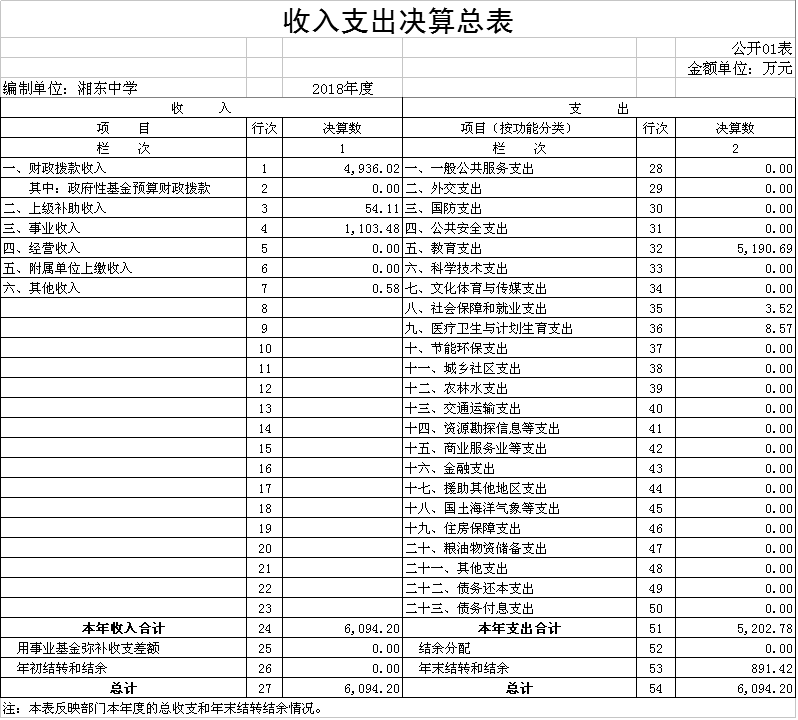 收入支出决算总表
公开01表
金额单位：万元
编制单位：湘东中学 2018年度
收 入 支 出
项 目 行次 决算数 项目（按功能分类） 行次 决算数
栏 次 1 栏 次 2
一、财政拨款收入 1 4,936.02 一、一般公共服务支出 28 0.00
其中：政府性基金预算财政拨款 2 0.00 二、外交支出 29 0.00
二、上级补助收入 3 54.11 三、国防支出 30 0.00
三、事业收入 4 1,103.48 四、公共安全支出 31 0.00
四、经营收入 5 0.00 五、教育支出 32 5,190.69
五、附属单位上缴收入 6 0.00 六、科学技术支出 33 0.00
六、其他收入 7 0.58 七、文化体育与传媒支出 34 0.00
8 八、社会保障和就业支出 35 3.52
9 九、医疗卫生与计划生育支出 36 8.57
10 十、节能环保支出 37 0.00
11 十一、城乡社区支出 38 0.00
12 十二、农林水支出 39 0.00
13 十三、交通运输支出 40 0.00
14 十四、资源勘探信息等支出 41 0.00
15 十五、商业服务业等支出 42 0.00
16 十六、金融支出 43 0.00
17 十七、援助其他地区支出 44 0.00
18 十八、国土海洋气象等支出 45 0.00
19 十九、住房保障支出 46 0.00
20 二十、粮油物资储备支出 47 0.00
21 二十一、其他支出 48 0.00
22 二十二、债务还本支出 49 0.00
23 二十三、债务付息支出 50 0.00
本年收入合计 24 6,094.20 本年支出合计 51 5,202.78
用事业基金弥补收支差额 25 0.00 结余分配 52 0.00
年初结转和结余 26 0.00 年末结转和结余 53 891.42
总计 27 6,094.20 总计 54 6,094.20
注：本表反映部门本年度的总收支和年末结转结余情况。